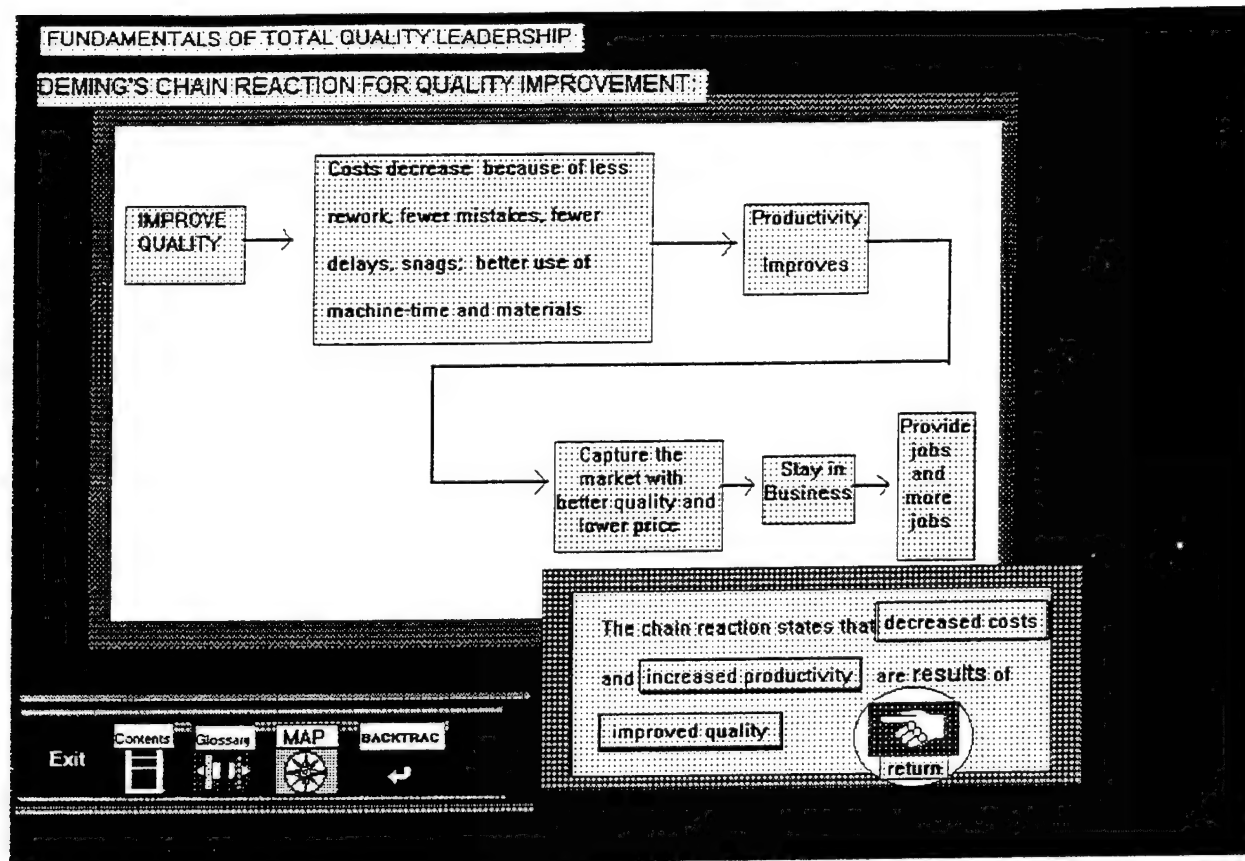 FUNDAMENTALS OF TOTAL QUALITY LEADERSHIP
DEMING'S CHAIN REACTION FOR QUALITY IMPROVEMENT:
IMPROVE
QUALITY
Costs decrease because of less
rework, fewer mistakes, fewer
delays, snags; better use of
machine-time and materials
Productivity
Improves
Capture the
market with
better quality and
lower price
Stay in
Business
Provide
jobs
and
more
jobs
The chain reaction states that decreased costs
and increased productivity are results of
improved quality
return
Exit
Contents
Glossary
MAP
BACKTRAC